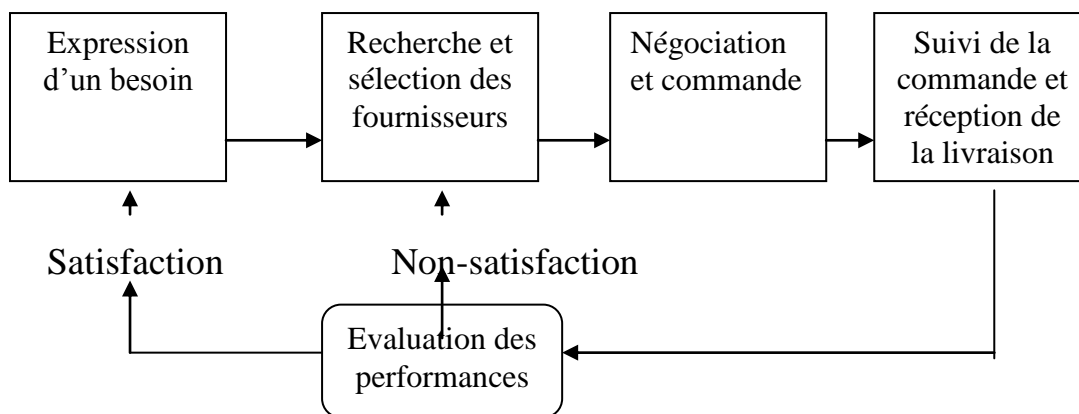 Expression
d’un besoin
Recherche et
sélection des
fournisseurs
Négociation
et commande
Suivi de la
commande et
réception de
la livraison
Satisfaction
Non-satisfaction
Evaluation des
performances